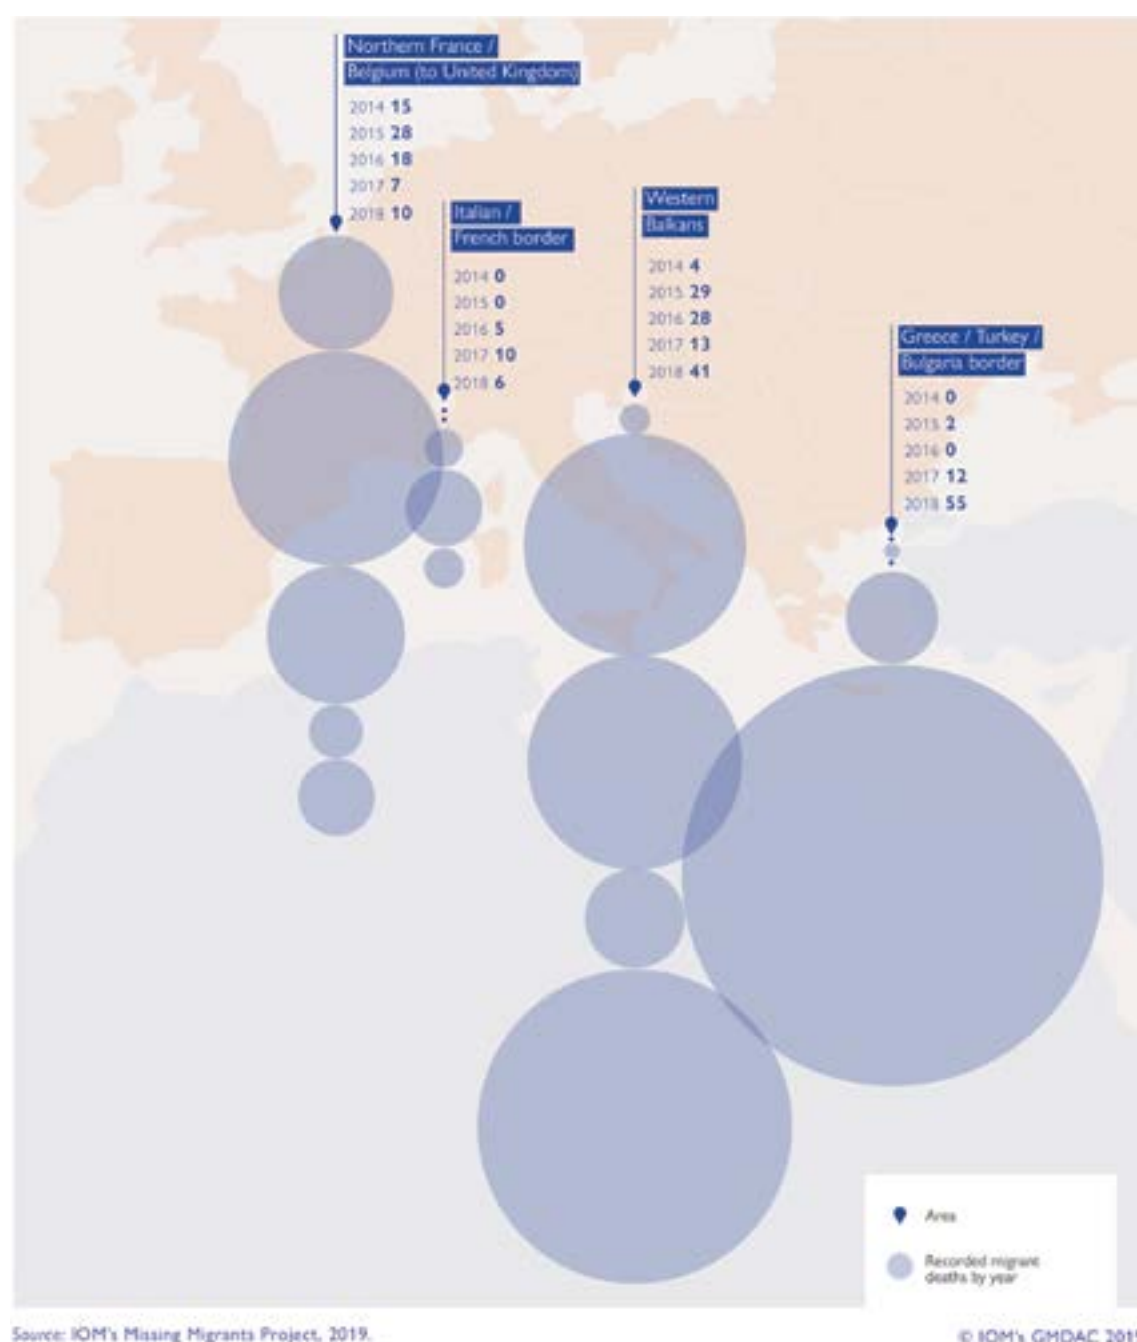 Northern France /
Belgium (to United Kingdom)
2014 15
2015 28
2016 18
2017 7
2018 10
Italian /
French border
2014 0
2015 0
2016 5
2017 10
2018 6
Western
Balkans
2014 4
2015 29
2016 28
2017 13
2018 41
Greece / Turkey /
Bulgaria border
2014 0
2015 2
2016 0
2017 12
2018 55
Area
Recorded migrant
deaths by year
Source: IOM's Missing Migrants Project, 2019.
© IOM's GMDAC